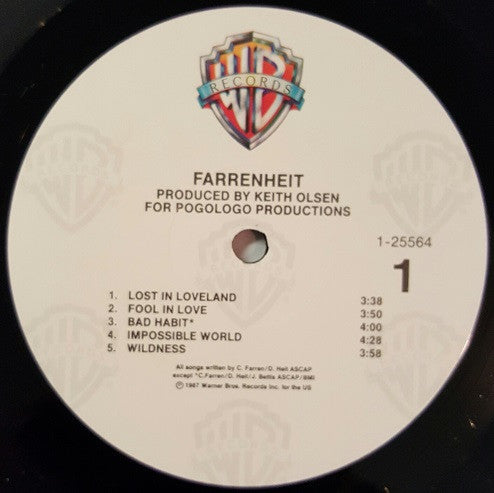 WB
RECORDS
FARRENHEIT
PRODUCED BY KEITH OLSEN
FOR POGOLOGO PRODUCTIONS
1-25564
1
1. LOST IN LOVELAND 3:38
2. FOOL IN LOVE 3:50
3. BAD HABIT* 4:00
4. IMPOSSIBLE WORLD 4:28
5. WILDNESS 3:58
All songs written by C. Farren/D. Heit ASCAP
except *C.Farren/D. Heit/J. Bettis ASCAP/BMI
℗ 1987 Warner Bros. Records Inc. for the US